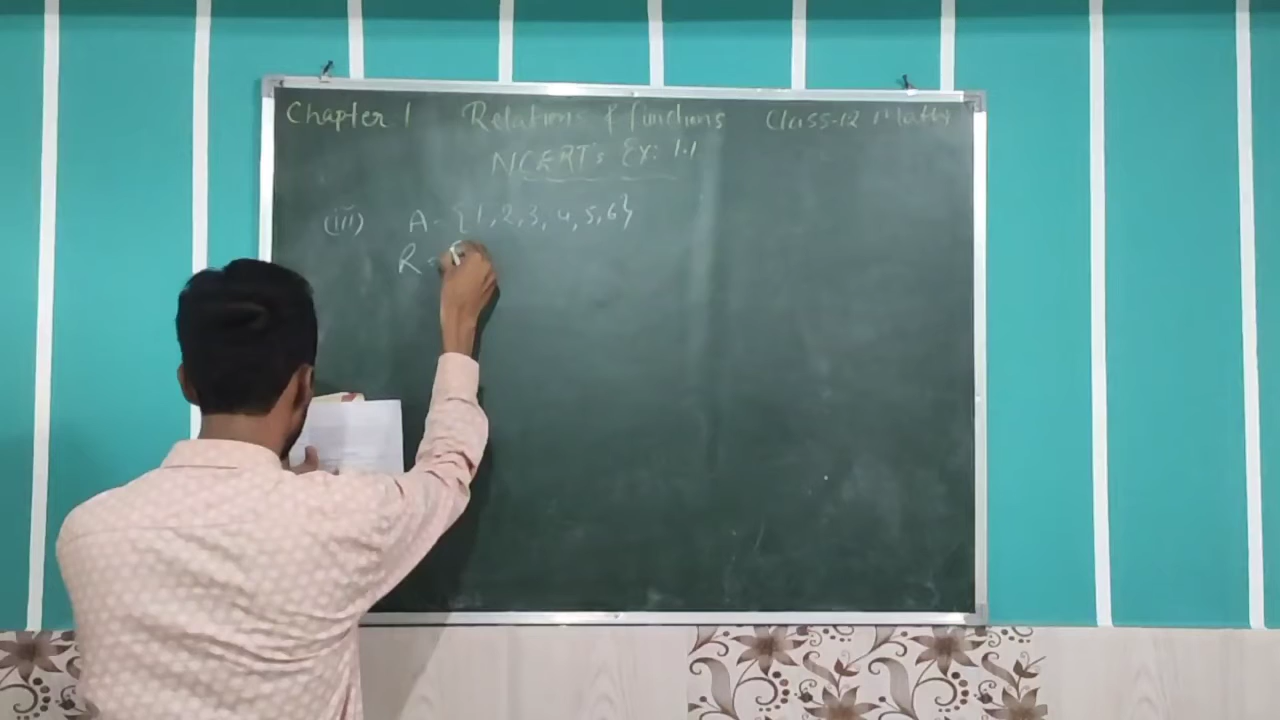 Chapter 1 Relations & functions Class-12 Maths
NCERT's Ex: 1.1
(iii) A = {1, 2, 3, 4, 5, 6}
R = {